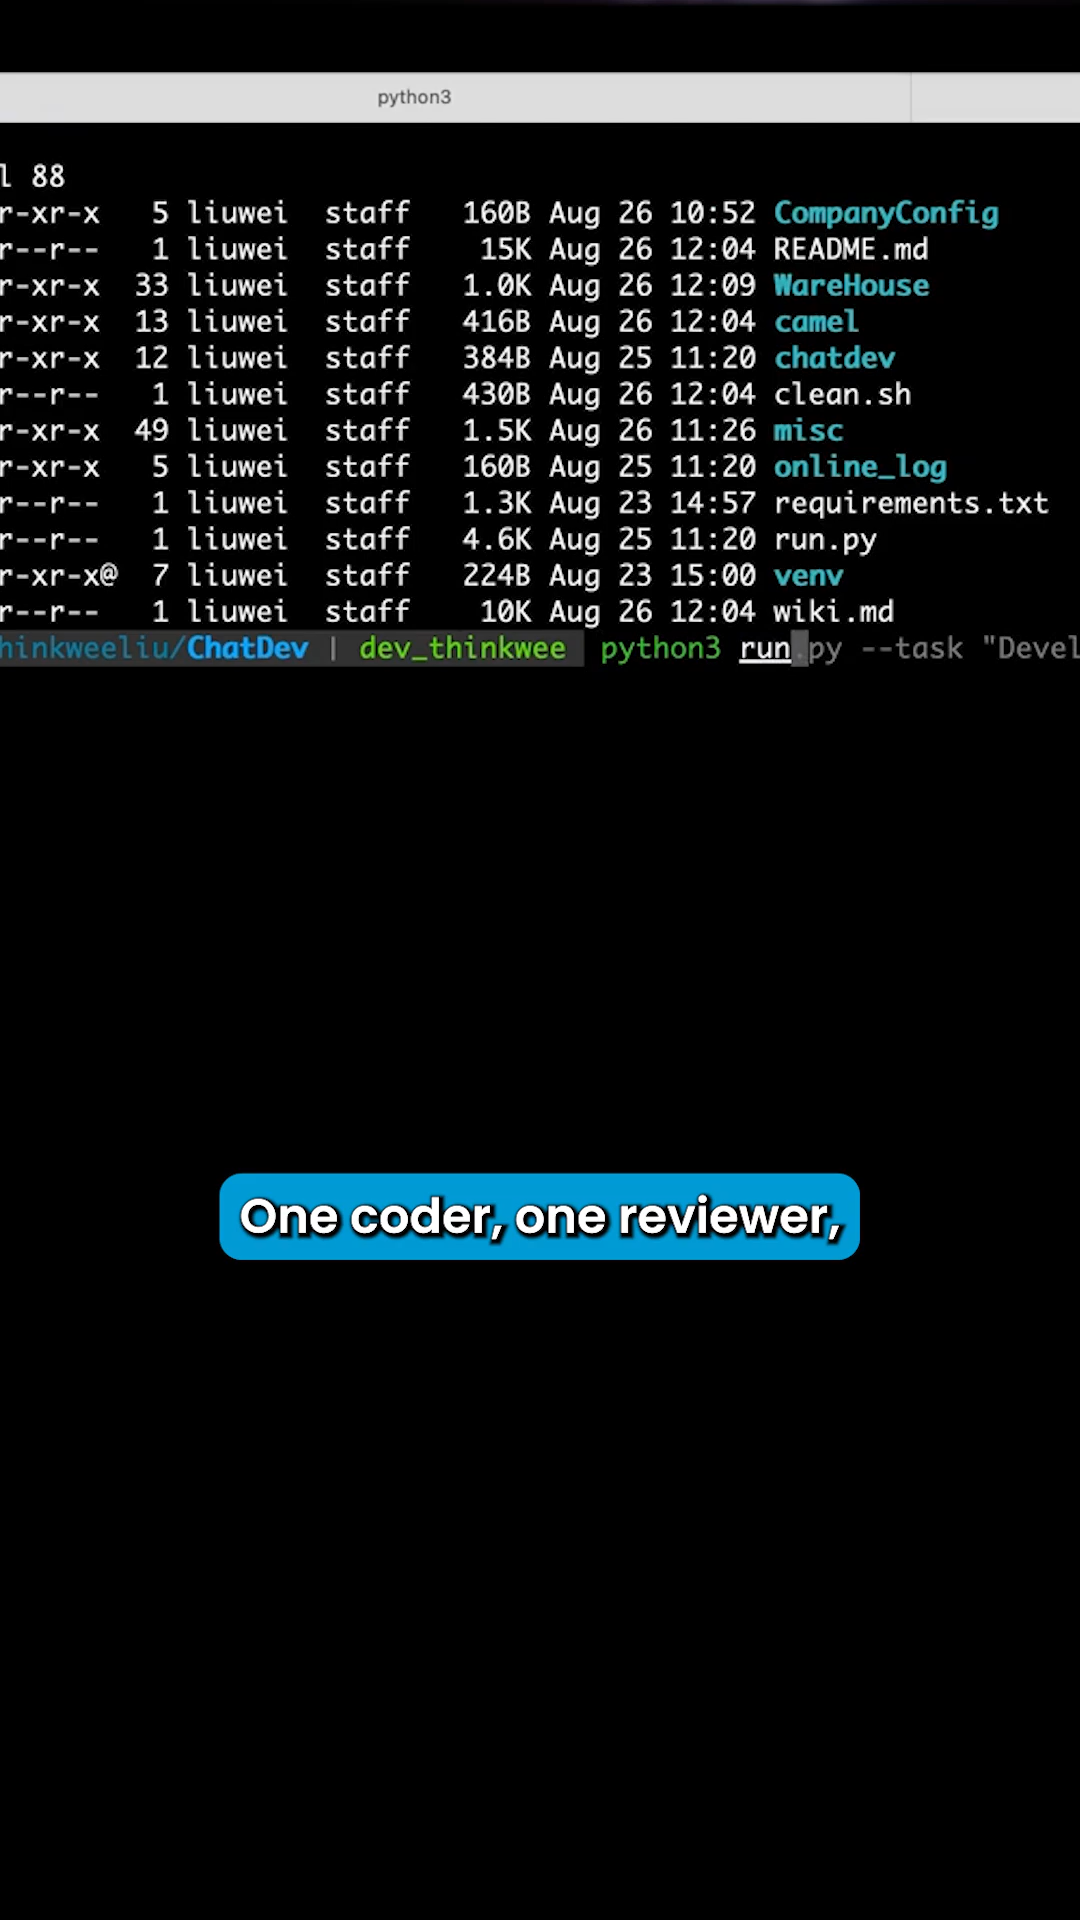 python3
l 88
r-xr-x 5 liuwei staff 160B Aug 26 10:52 CompanyConfig
r--r-- 1 liuwei staff 15K Aug 26 12:04 README.md
r-xr-x 33 liuwei staff 1.0K Aug 26 12:09 WareHouse
r-xr-x 13 liuwei staff 416B Aug 26 12:04 camel
r-xr-x 12 liuwei staff 384B Aug 25 11:20 chatdev
r--r-- 1 liuwei staff 430B Aug 26 12:04 clean.sh
r-xr-x 49 liuwei staff 1.5K Aug 26 11:26 misc
r-xr-x 5 liuwei staff 160B Aug 25 11:20 online_log
r--r-- 1 liuwei staff 1.3K Aug 23 14:57 requirements.txt
r--r-- 1 liuwei staff 4.6K Aug 25 11:20 run.py
r-xr-x@ 7 liuwei staff 224B Aug 23 15:00 venv
r--r-- 1 liuwei staff 10K Aug 26 12:04 wiki.md
hinkweeliu/ChatDev | dev_thinkwee python3 run.py --task "Devel
One coder, one reviewer,